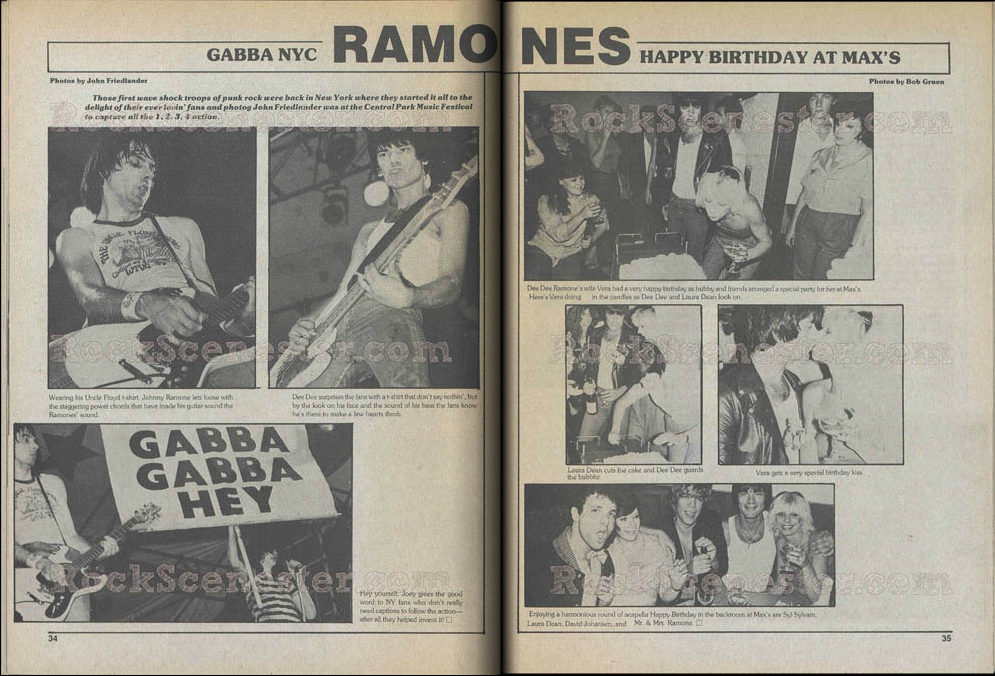 GABBA NYC RAMONES HAPPY BIRTHDAY AT MAX'S
Photos by John Friedlander
Those first wave shock troops of punk rock were back in New York where they started it all to the
delight of their ever lovin' fans and photog John Friedlander was at the Central Park Music Festival
to capture all the 1, 2, 3, 4 action.
RockScenester.com
THE UNCLE FLOYD
Wearing his Uncle Floyd t-shirt, Johnny Ramone lets loose with
the staggering power chords that have made his guitar sound the
Ramones' sound.
Dee Dee surprises the fans with a t-shirt that don't say nothin', but
by the look on his face and the sound of his bass the fans know
he's there to make a few hearts throb.
RockScenester.com
GABBA
GABBA
HEY
RockScenester.com
Hey yourself, Joey gives the good
word to NY fans who don't really
need captions to follow the action—
after all they helped invent it! □
34
Photos by Bob Gruen
RockScenester.com
Dee Dee Ramone's wife Vera had a very happy birthday as hubby and friends arranged a special party for her at Max's
Here's Vera doing in the candles as Dee Dee and Laura Dean look on.
RockScenester.com
Laura Dean cuts the cake and Dee Dee guards
the bubbly.
Vera gets a very special birthday kiss.
RockScenester.com
Enjoying a harmonious round of acapella Happy Birthday in the backroom at Max's are Syl Sylvain,
Laura Dean, David Johansen, and Mr. & Mrs. Ramone. □
35